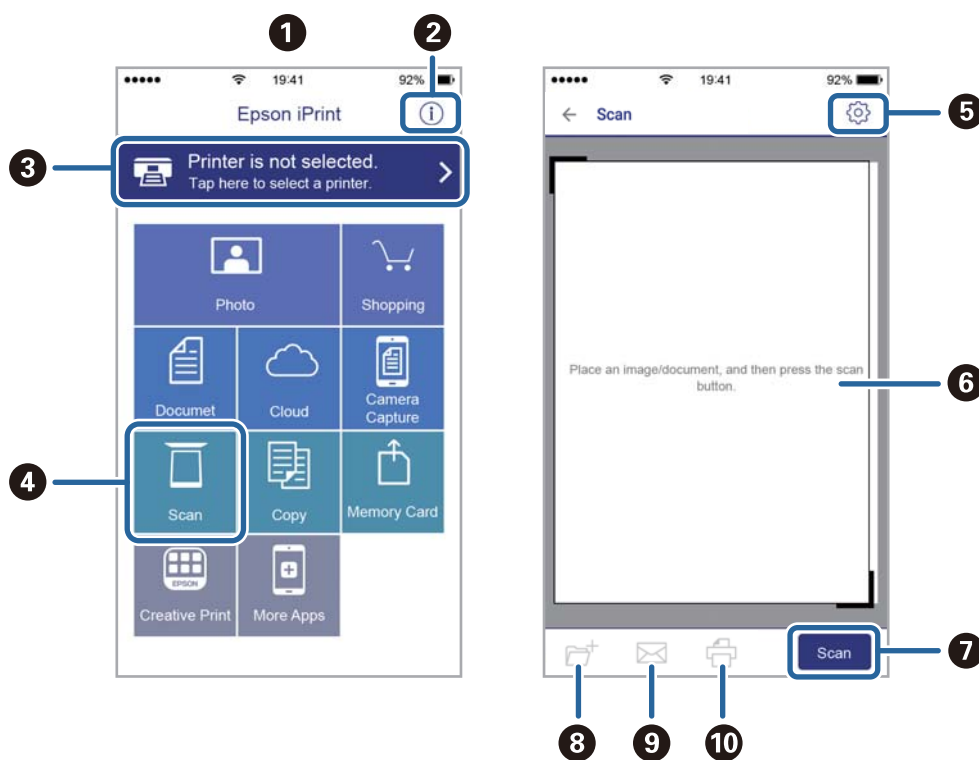 1
2
19:41
92%
Epson iPrint
i
3
Printer is not selected.
Tap here to select a printer.
Photo
Shopping
Documet
Cloud
Camera
Capture
4
Scan
Copy
Memory Card
EPSON
Creative Print
More Apps
19:41
92%
Scan
5
Place an image/document, and then press the scan
button.
6
Scan
7
8
9
10